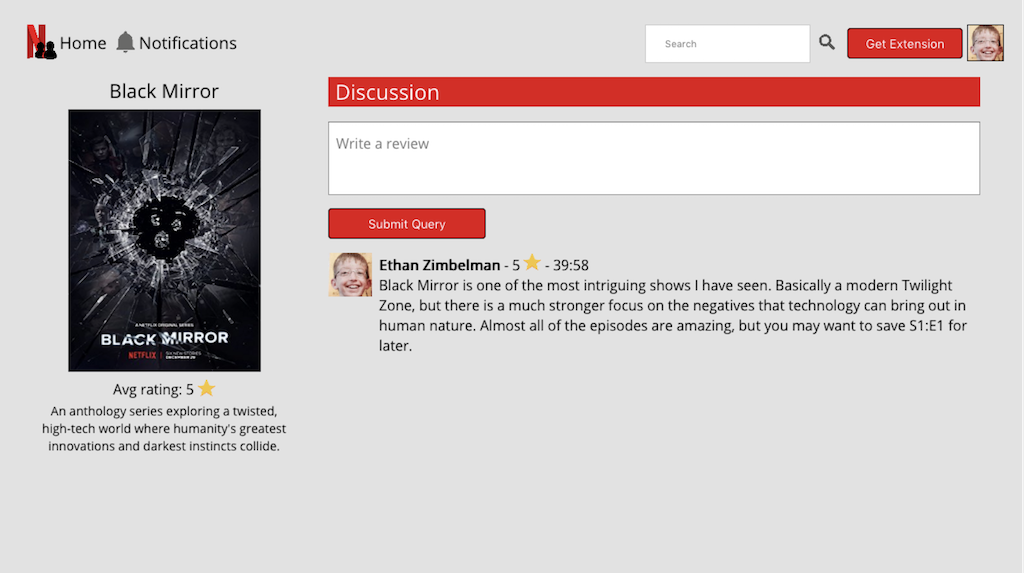 Home
Notifications
Search
Get Extension
Black Mirror
BLACK MIRROR
NETFLIX
Avg rating: 5
An anthology series exploring a twisted,
high-tech world where humanity's greatest
innovations and darkest instincts collide.
Discussion
Write a review
Submit Query
Ethan Zimbelman - 5 - 39:58
Black Mirror is one of the most intriguing shows I have seen. Basically a modern Twilight
Zone, but there is a much stronger focus on the negatives that technology can bring out in
human nature. Almost all of the episodes are amazing, but you may want to save S1:E1 for
later.